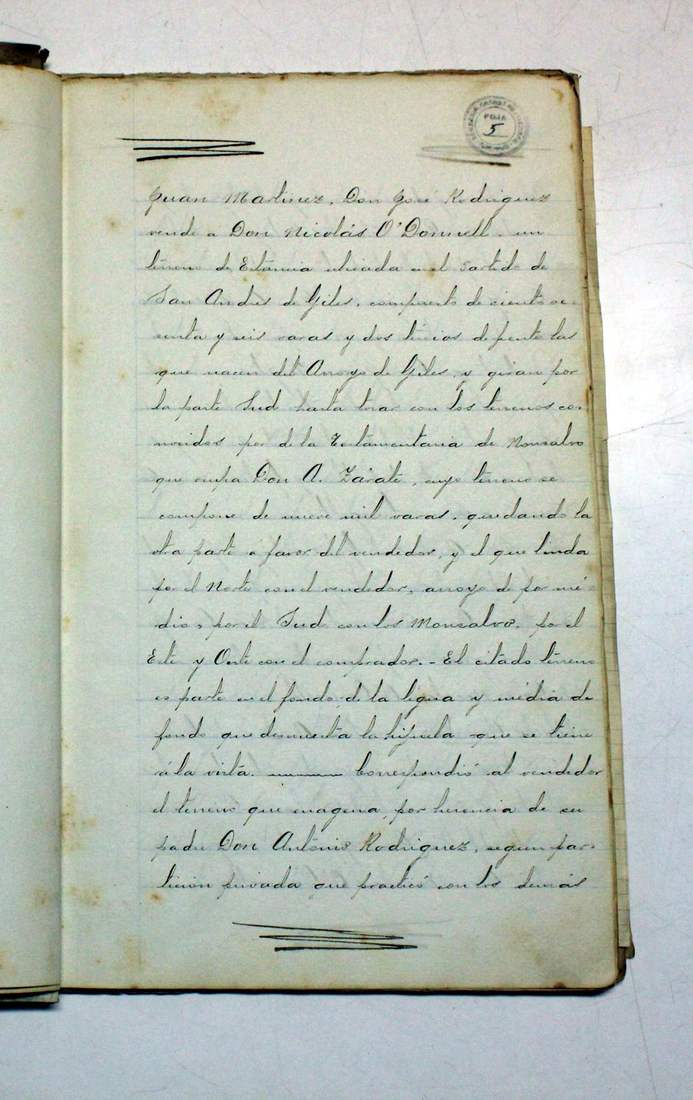 FOJA
5
Juan Martinez, Don José Rodriguez
vende a Don Nicolás O'Donnell, un
terreno de Estancia ubicada en el Partido de
San Andres de Giles, compuesto de ciento se-
senta y seis varas y dos tercios de frente las
que nacen del Arroyo de Giles, y giran por
la parte Sud hasta tocar con los terrenos co-
nocidos por de la Testamentaria de Monsalvo
que ocupa Don A. Zárate, cuyo terreno se
compone de nueve mil varas, quedando la
otra parte a favor del vendedor, y el que linda
por el Norte con el vendedor, arroyo de por me-
dio, por el Sud con los Monsalvo, por el
Este y Oeste con el comprador. - El citado terreno
es parte en el fondo de la legua y média de
fondo que demuestra la hijuela que se tiene
á la vista. Correspondió al vendedor
el terreno que enagena, por herencia de su
padre Don Antonio Rodriguez, segun par-
ticion privada que practicó con los demás